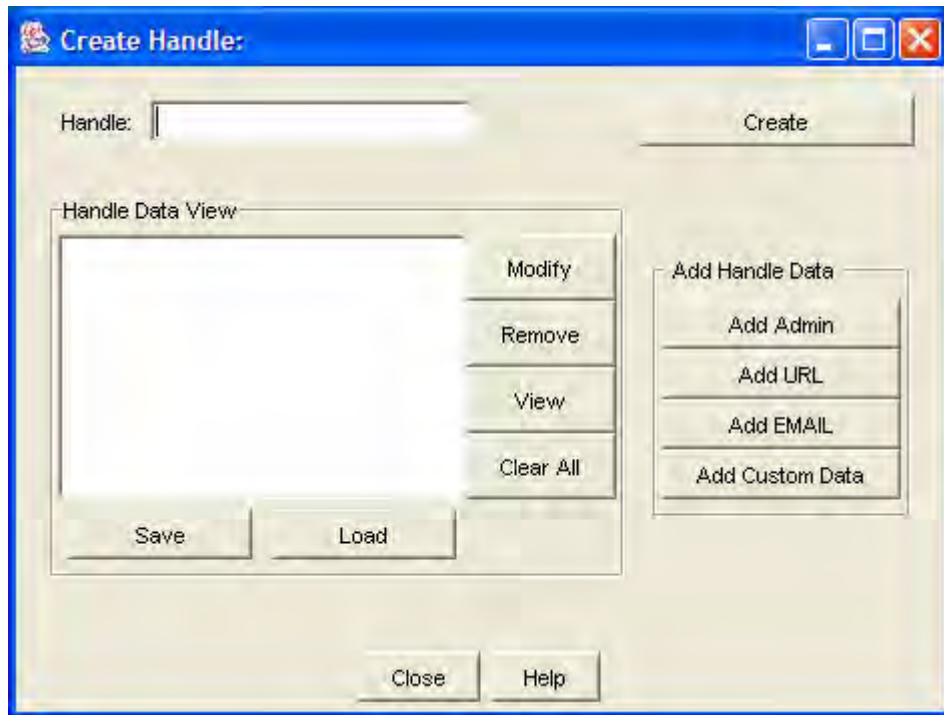 Create Handle:
Handle:
Create
Handle Data View
Modify
Remove
View
Clear All
Save
Load
Add Handle Data
Add Admin
Add URL
Add EMAIL
Add Custom Data
Close
Help